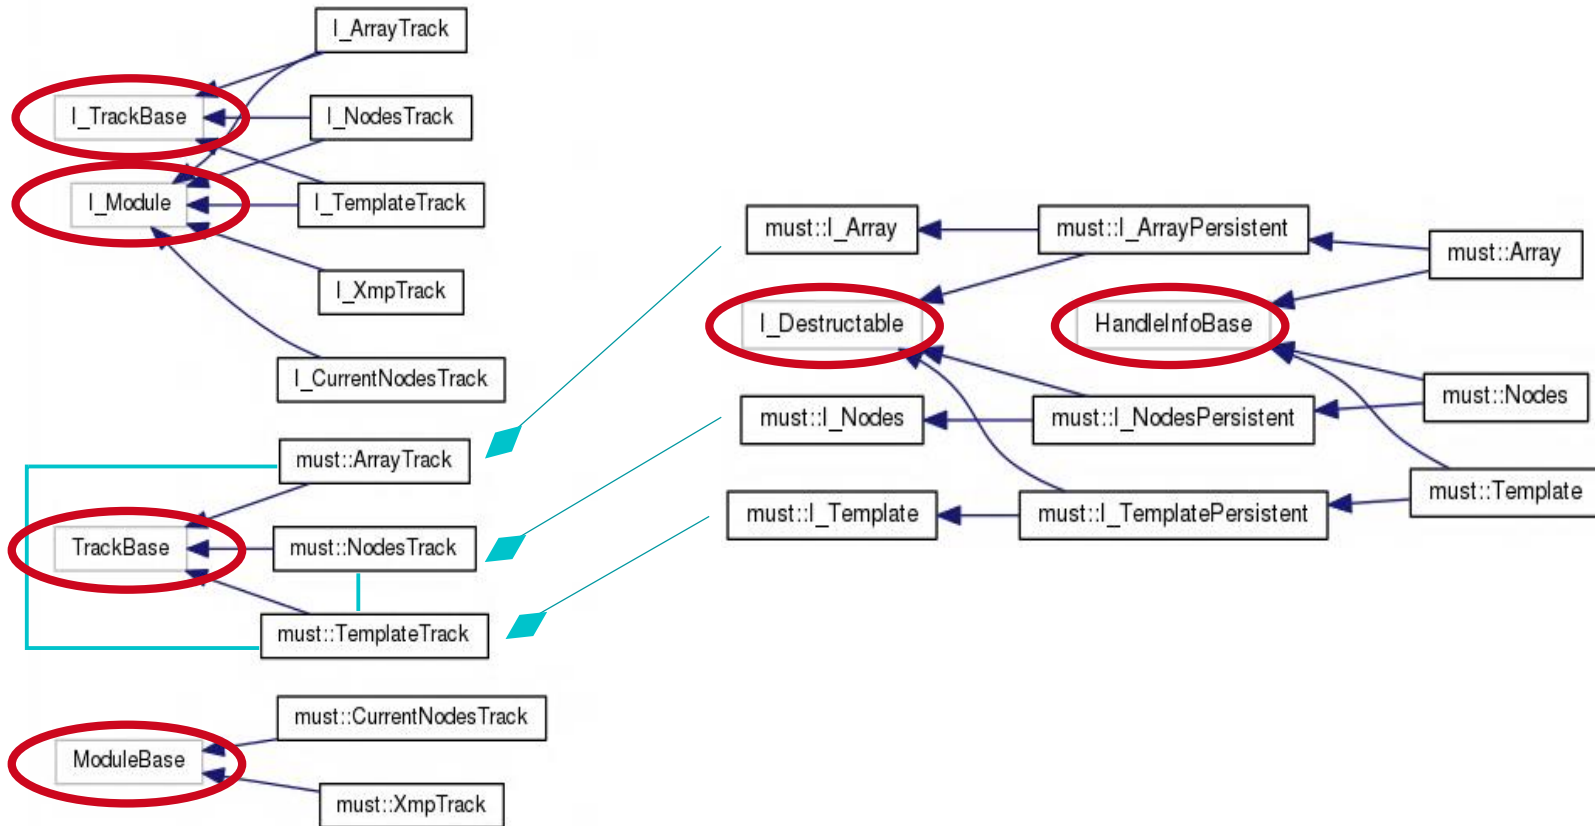 I_ArrayTrack
I_TrackBase
I_NodesTrack
I_Module
I_TemplateTrack
I_XmpTrack
I_CurrentNodesTrack
must::ArrayTrack
TrackBase
must::NodesTrack
must::TemplateTrack
must::CurrentNodesTrack
ModuleBase
must::XmpTrack
must::I_Array
must::I_ArrayPersistent
must::Array
I_Destructable
HandleInfoBase
must::I_Nodes
must::I_NodesPersistent
must::Nodes
must::I_Template
must::I_TemplatePersistent
must::Template